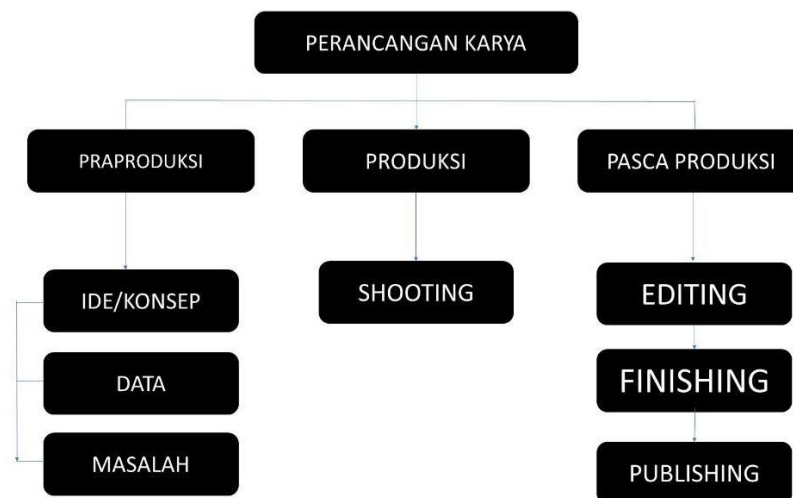 PERANCANGAN KARYA
PRAPRODUKSI
PRODUKSI
PASCA PRODUKSI
IDE/KONSEP
SHOOTING
EDITING
DATA
FINISHING
MASALAH
PUBLISHING